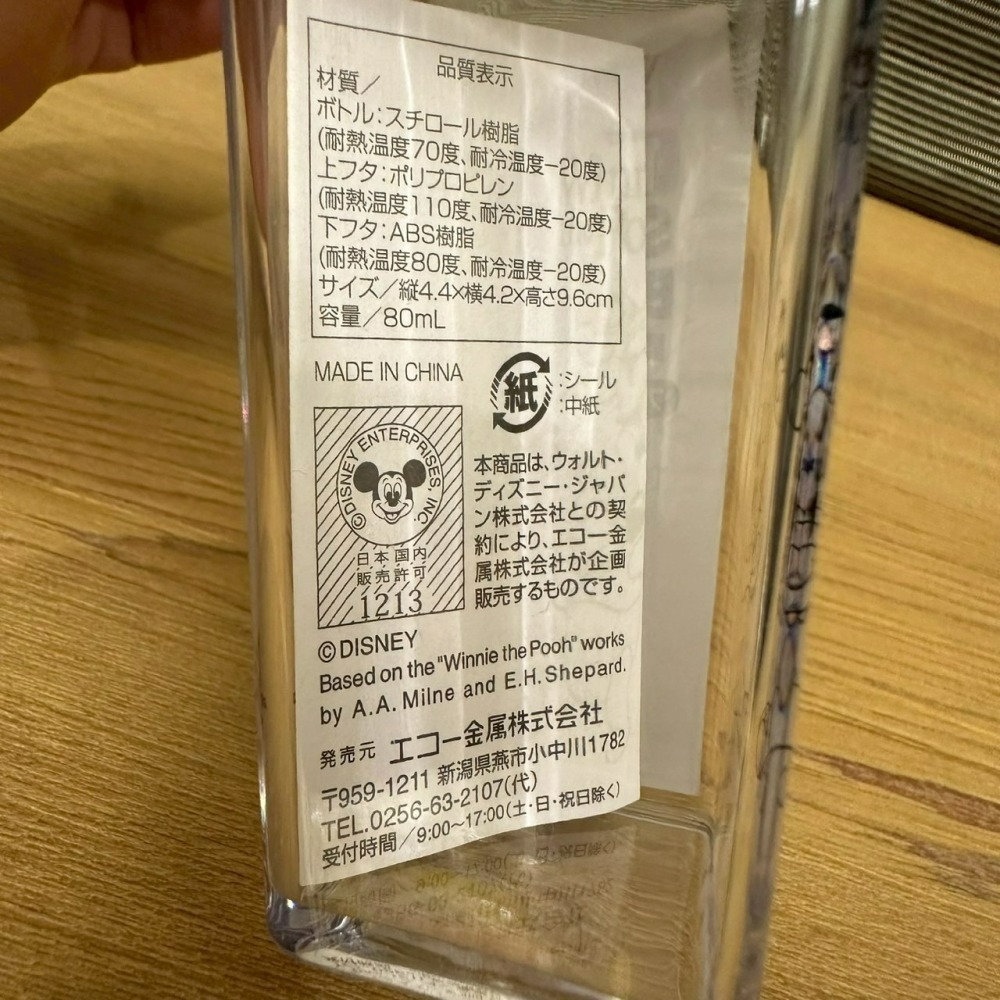 品質表示
材質／
ボトル:スチロール樹脂
(耐熱温度70度、耐冷温度−20度)
上フタ:ポリプロピレン
(耐熱温度110度、耐冷温度−20度)
下フタ:ABS樹脂
(耐熱温度80度、耐冷温度−20度)
サイズ／縦4.4×横4.2×高さ9.6cm
容量／80mL
MADE IN CHINA
紙
:シール
:中紙
©DISNEY ENTERPRISES, INC.
日本国内
販売許可
1213
本商品は、ウォルト・
ディズニー・ジャパ
ン株式会社との契
約により、エコー金
属株式会社が企画
販売するものです。
©DISNEY
Based on the "Winnie the Pooh" works
by A.A. Milne and E.H. Shepard.
発売元 エコー金属株式会社
〒959-1211 新潟県燕市小中川1782
TEL.0256-63-2107(代)
受付時間／9:00〜17:00(土・日・祝日除く)